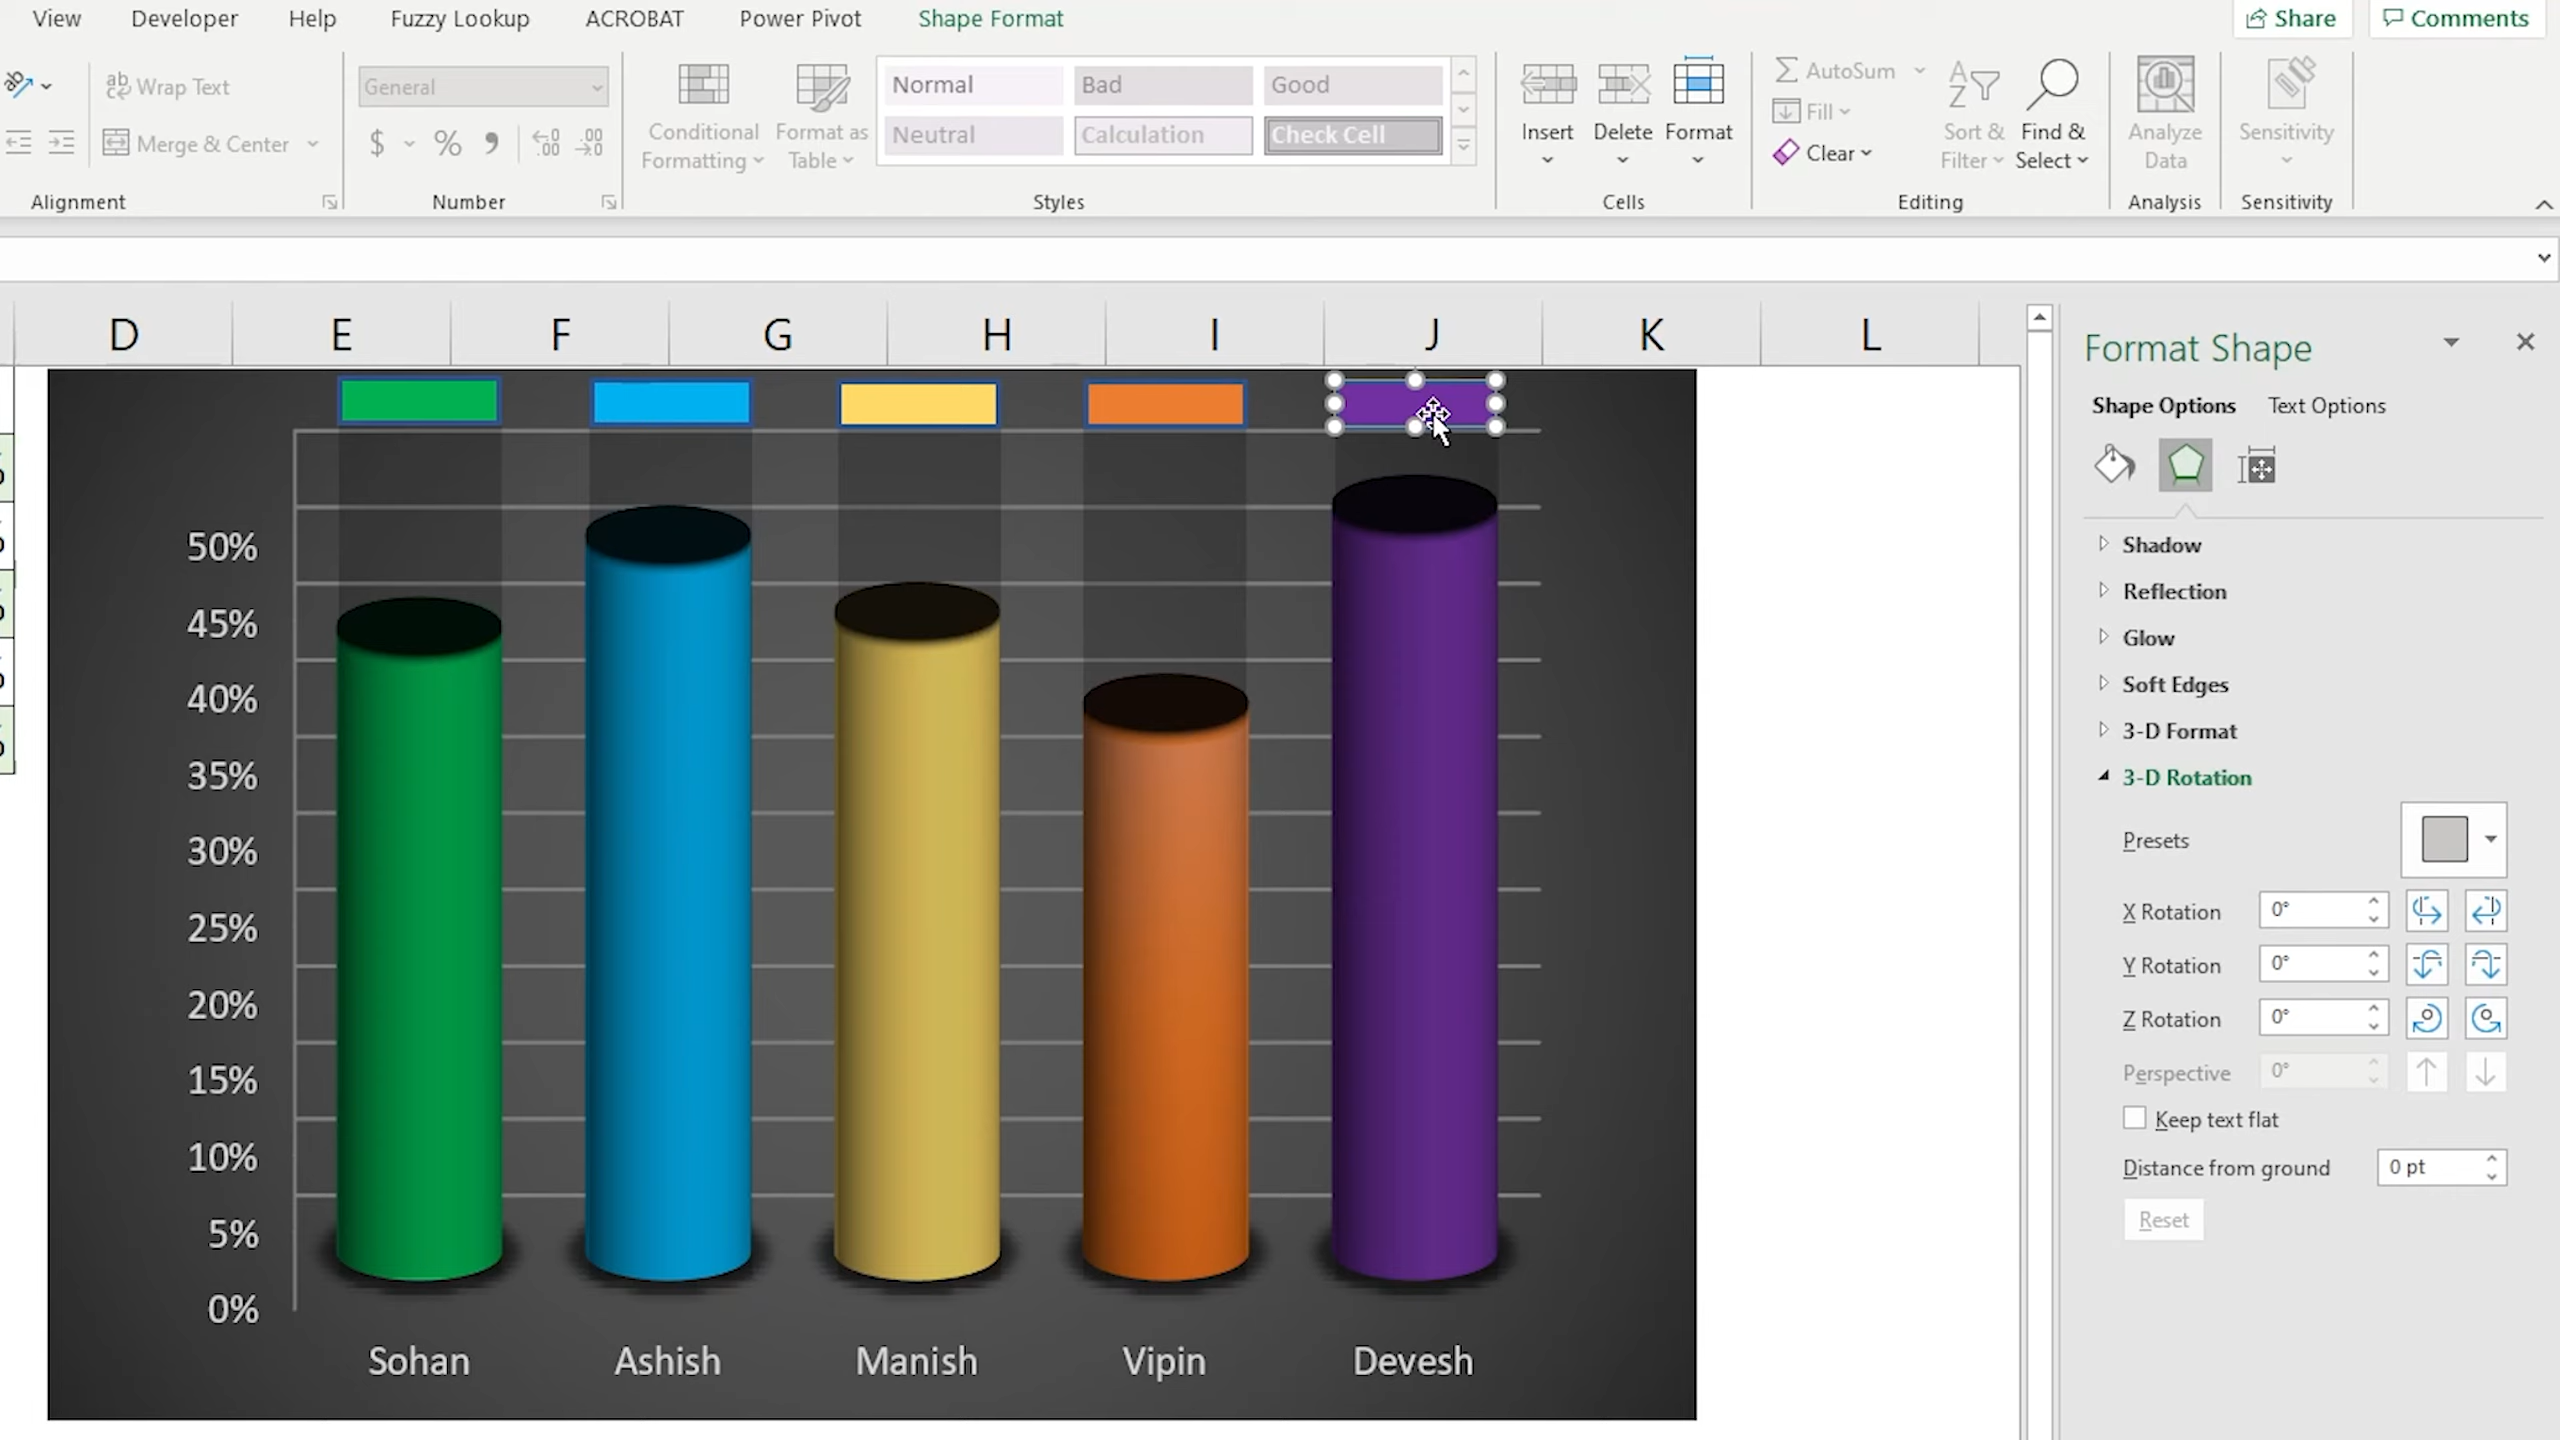 View Developer Help Fuzzy Lookup ACROBAT Power Pivot Shape Format Share Comments
Wrap Text General Normal Bad Good AutoSum
Fill
Merge & Center $ % Conditional Formatting Format as Table Neutral Calculation Check Cell Insert Delete Format Clear Sort & Filter Find & Select Analyze Data Sensitivity
Alignment Number Styles Cells Editing Analysis Sensitivity
D E F G H I J K L
Format Shape
Shape Options Text Options
Shadow
Reflection
Glow
Soft Edges
3-D Format
3-D Rotation
Presets
X Rotation 0°
Y Rotation 0°
Z Rotation 0°
Perspective 0°
Keep text flat
Distance from ground 0 pt
Reset
50%
45%
40%
35%
30%
25%
20%
15%
10%
5%
0%
Sohan Ashish Manish Vipin Devesh